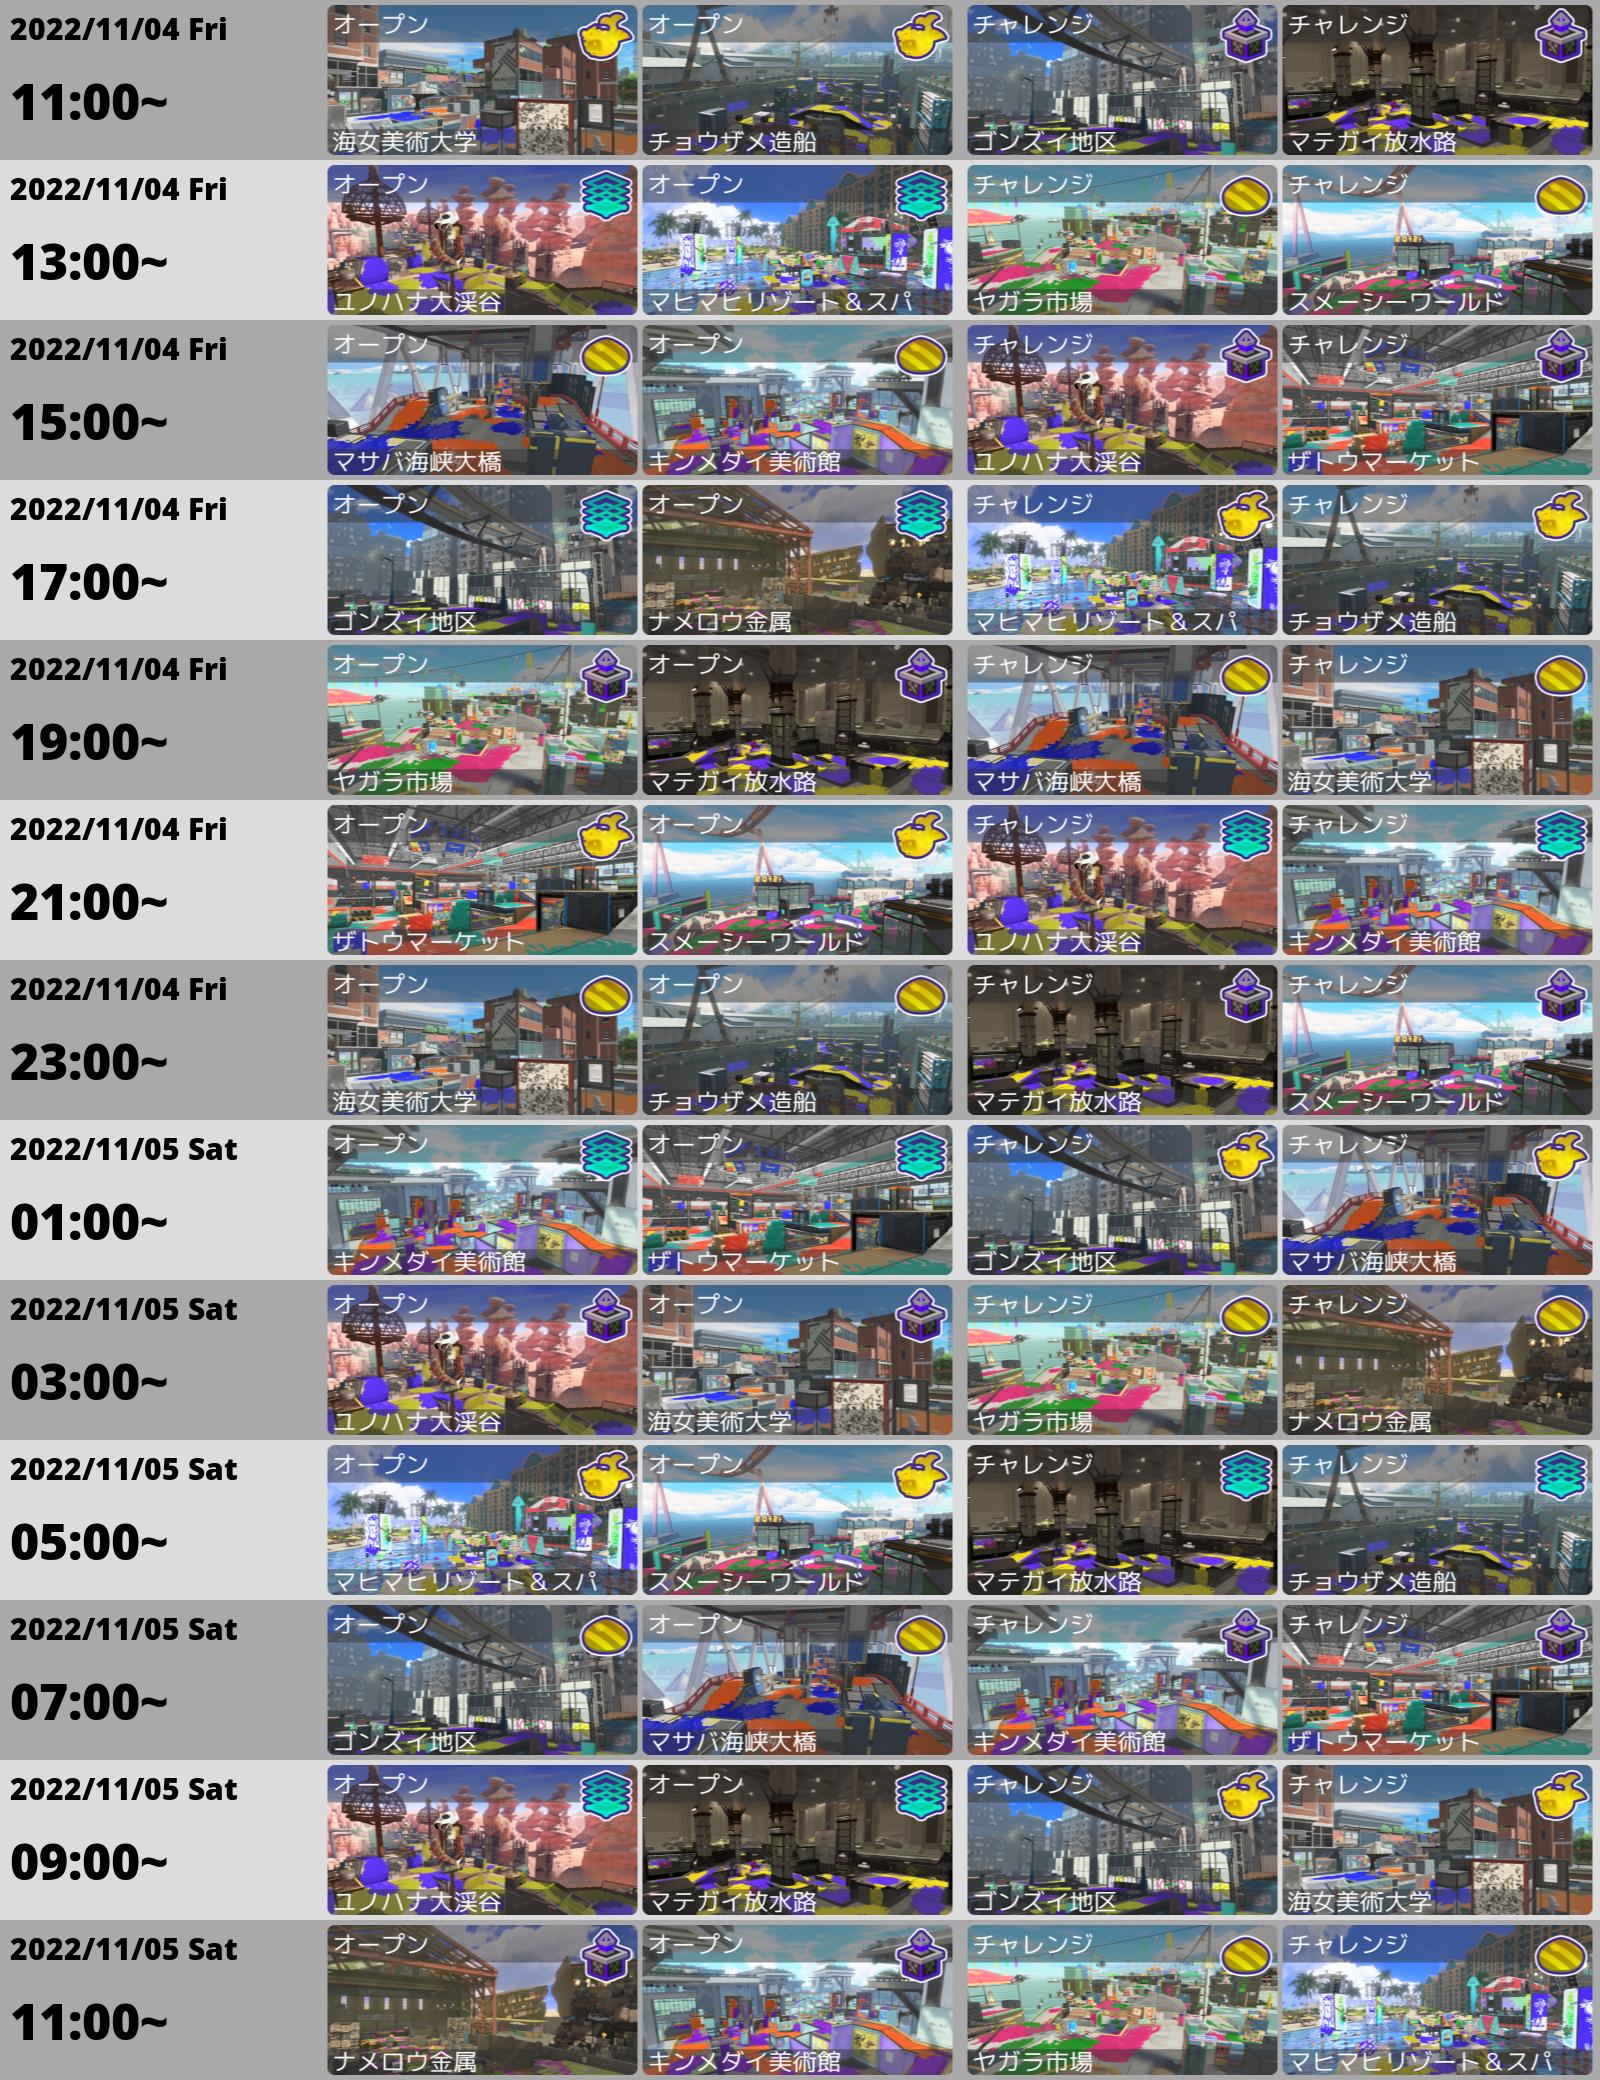 2022/11/04 Fri
11:00~
オープン オープン チャレンジ チャレンジ
海女美術大学 チョウザメ造船 ゴンズイ地区 マテガイ放水路
2022/11/04 Fri
13:00~
オープン オープン チャレンジ チャレンジ
ユノハナ大渓谷 マヒマヒリゾート＆スパ ヤガラ市場 スメーシーワールド
2022/11/04 Fri
15:00~
オープン オープン チャレンジ チャレンジ
マサバ海峡大橋 キンメダイ美術館 ユノハナ大渓谷 ザトウマーケット
2022/11/04 Fri
17:00~
オープン オープン チャレンジ チャレンジ
ゴンズイ地区 ナメロウ金属 マヒマヒリゾート＆スパ チョウザメ造船
2022/11/04 Fri
19:00~
オープン オープン チャレンジ チャレンジ
ヤガラ市場 マテガイ放水路 マサバ海峡大橋 海女美術大学
2022/11/04 Fri
21:00~
オープン オープン チャレンジ チャレンジ
ザトウマーケット スメーシーワールド ユノハナ大渓谷 キンメダイ美術館
2022/11/04 Fri
23:00~
オープン オープン チャレンジ チャレンジ
海女美術大学 チョウザメ造船 マテガイ放水路 スメーシーワールド
2022/11/05 Sat
01:00~
オープン オープン チャレンジ チャレンジ
キンメダイ美術館 ザトウマーケット ゴンズイ地区 マサバ海峡大橋
2022/11/05 Sat
03:00~
オープン オープン チャレンジ チャレンジ
ユノハナ大渓谷 海女美術大学 ヤガラ市場 ナメロウ金属
2022/11/05 Sat
05:00~
オープン オープン チャレンジ チャレンジ
マヒマヒリゾート＆スパ スメーシーワールド マテガイ放水路 チョウザメ造船
2022/11/05 Sat
07:00~
オープン オープン チャレンジ チャレンジ
ゴンズイ地区 マサバ海峡大橋 キンメダイ美術館 ザトウマーケット
2022/11/05 Sat
09:00~
オープン オープン チャレンジ チャレンジ
ユノハナ大渓谷 マテガイ放水路 ゴンズイ地区 海女美術大学
2022/11/05 Sat
11:00~
オープン オープン チャレンジ チャレンジ
ナメロウ金属 キンメダイ美術館 ヤガラ市場 マヒマヒリゾート＆スパ